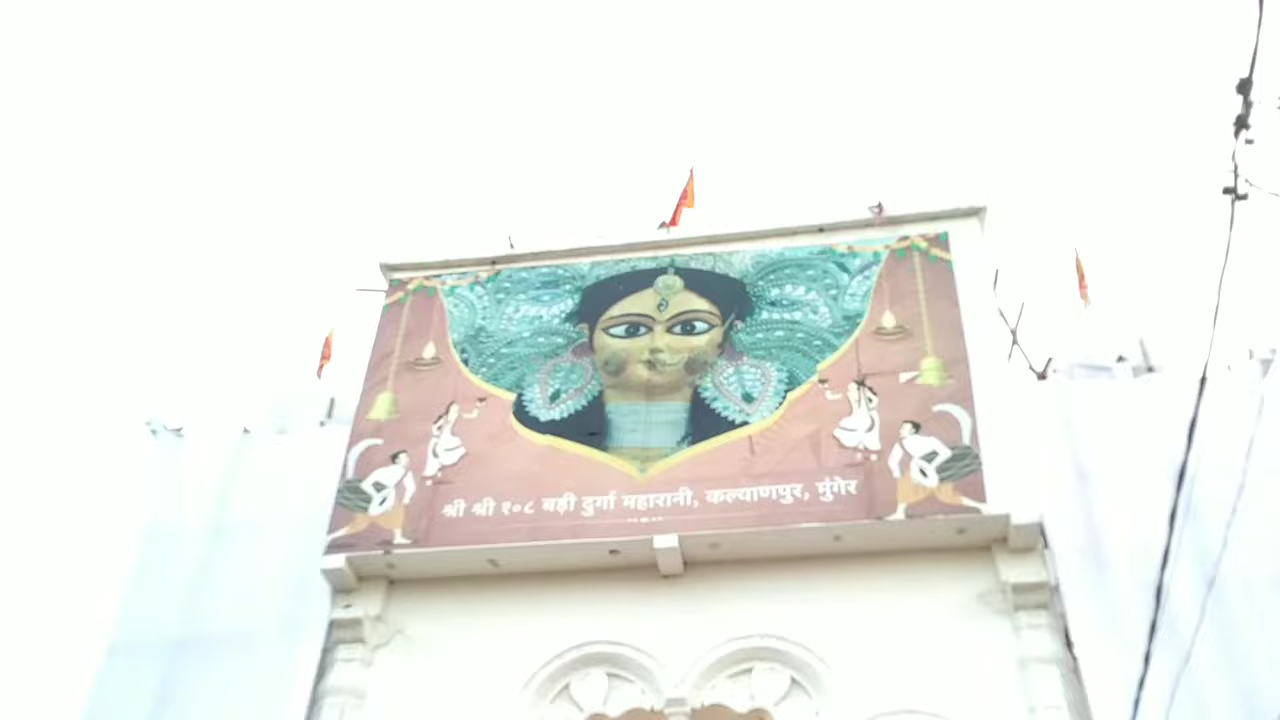 श्री श्री १०८ बड़ी दुर्गा महारानी, कल्याणपुर, मुंगेर